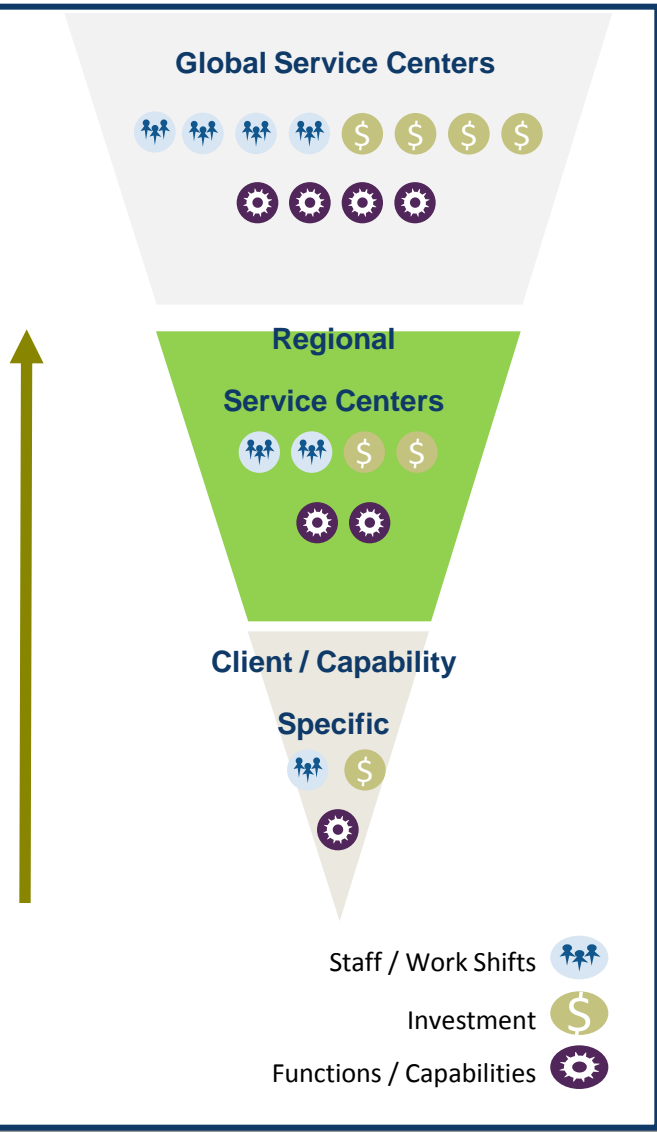 Global Service Centers
$ $ $ $
Regional
Service Centers
$ $
Client / Capability
Specific
$
Staff / Work Shifts
Investment $
Functions / Capabilities